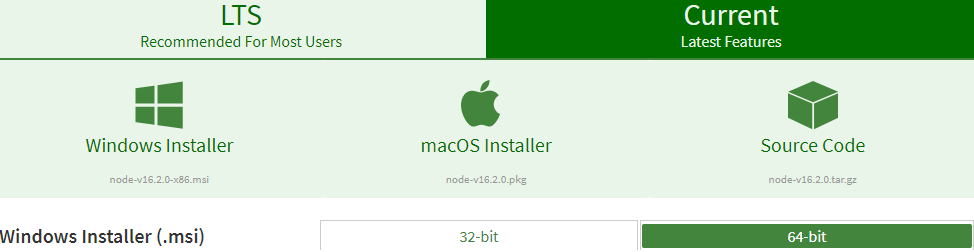 LTS
Recommended For Most Users
Current
Latest Features
Windows Installer
node-v16.2.0-x86.msi
macOS Installer
node-v16.2.0.pkg
Source Code
node-v16.2.0.tar.gz
Windows Installer (.msi)
32-bit
64-bit